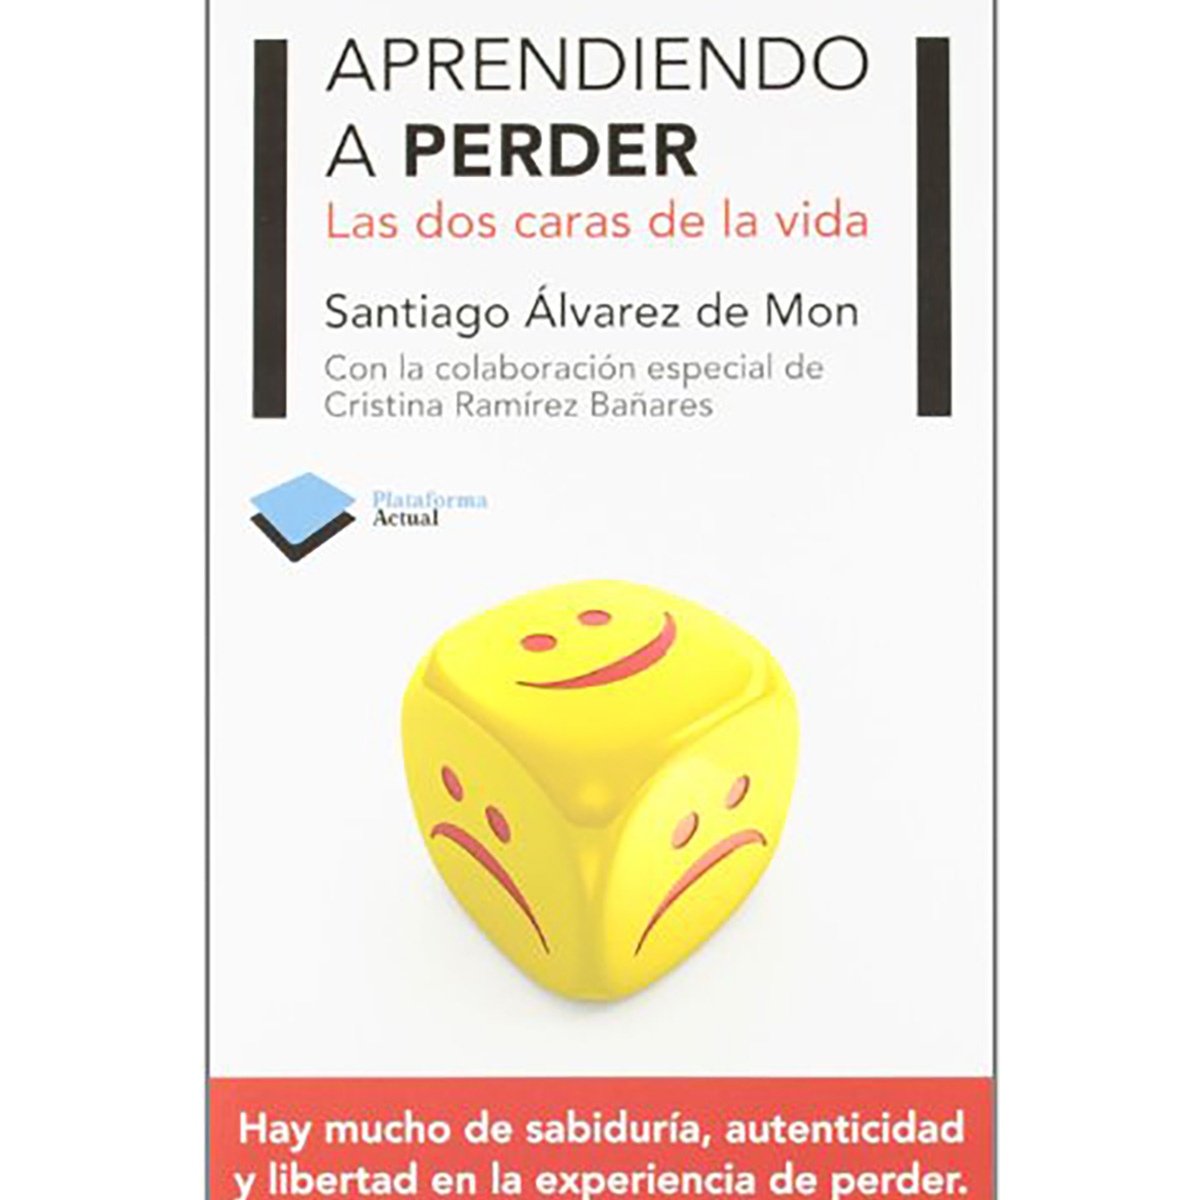 APRENDIENDO
A PERDER
Las dos caras de la vida
Santiago Álvarez de Mon
Con la colaboración especial de
Cristina Ramírez Bañares
Plataforma
Actual
Hay mucho de sabiduría, autenticidad
y libertad en la experiencia de perder.